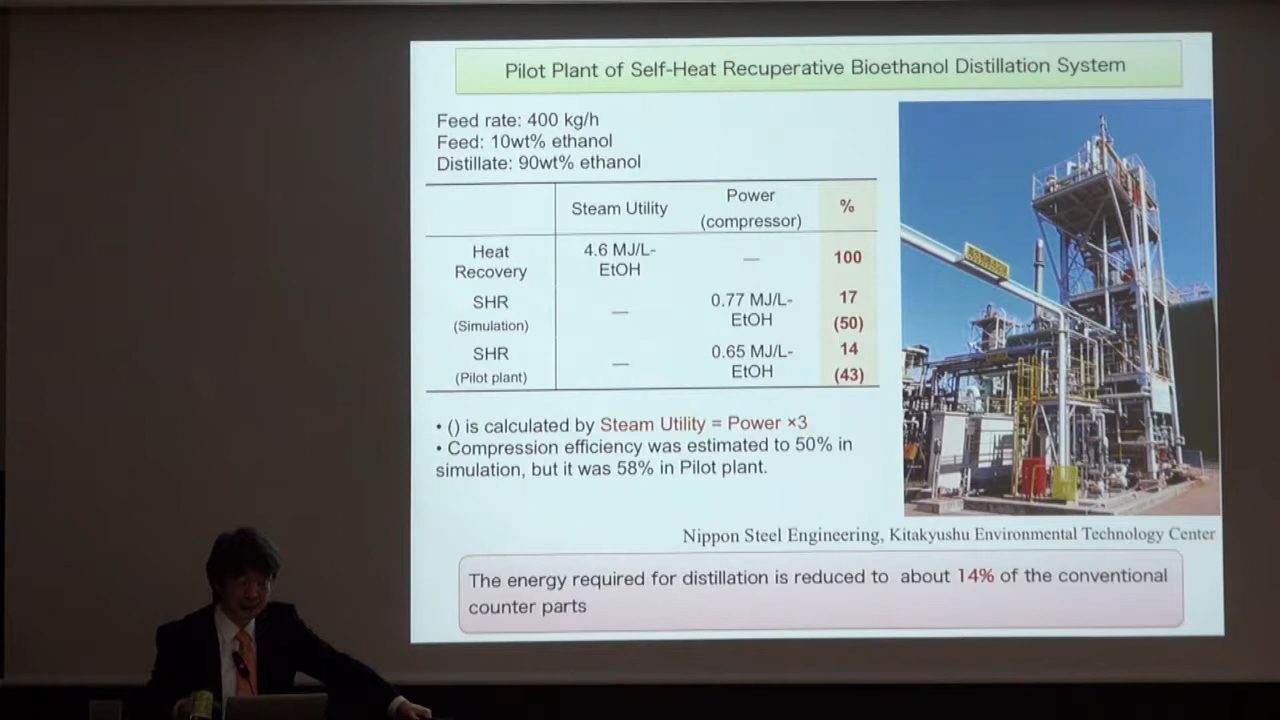 Pilot Plant of Self-Heat Recuperative Bioethanol Distillation System
Feed rate: 400 kg/h
Feed: 10wt% ethanol
Distillate: 90wt% ethanol
Steam Utility
Power
(compressor)
%
Heat
Recovery
4.6 MJ/L-
EtOH
—
100
SHR
(Simulation)
—
0.77 MJ/L-
EtOH
17
(50)
SHR
(Pilot plant)
—
0.65 MJ/L-
EtOH
14
(43)
• () is calculated by Steam Utility = Power ×3
• Compression efficiency was estimated to 50% in
simulation, but it was 58% in Pilot plant.
Nippon Steel Engineering, Kitakyushu Environmental Technology Center
The energy required for distillation is reduced to about 14% of the conventional
counter parts